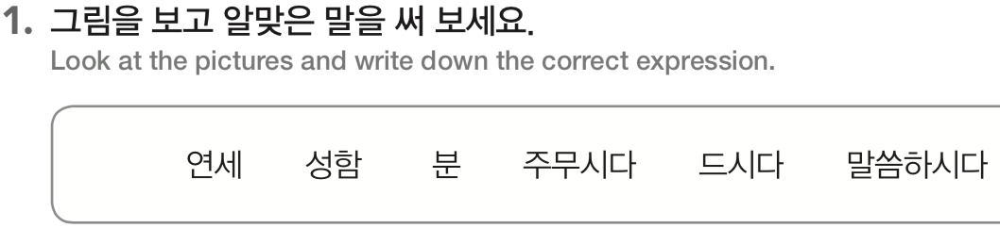 1. 그림을 보고 알맞은 말을 써 보세요.
Look at the pictures and write down the correct expression.
연세 성함 분 주무시다 드시다 말씀하시다